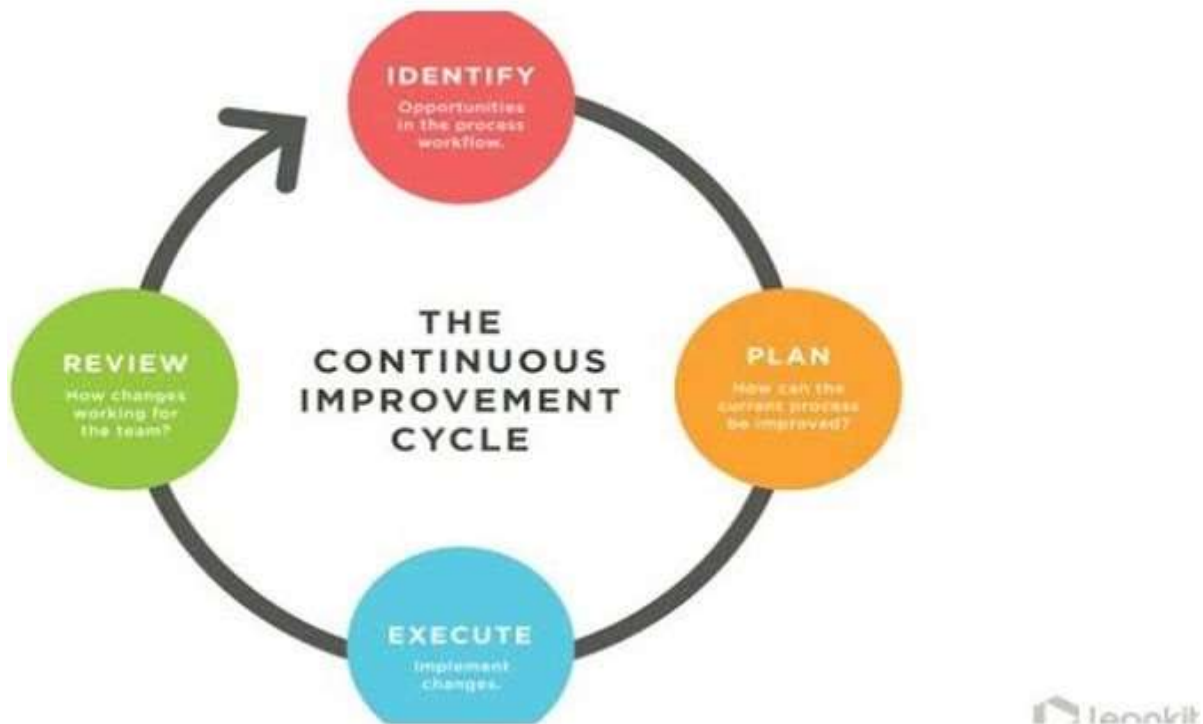 IDENTIFY
Opportunities
in the process
workflow.
PLAN
How can the
current process
be improved?
EXECUTE
Implement
changes.
REVIEW
How changes
working for
the team?
THE
CONTINUOUS
IMPROVEMENT
CYCLE